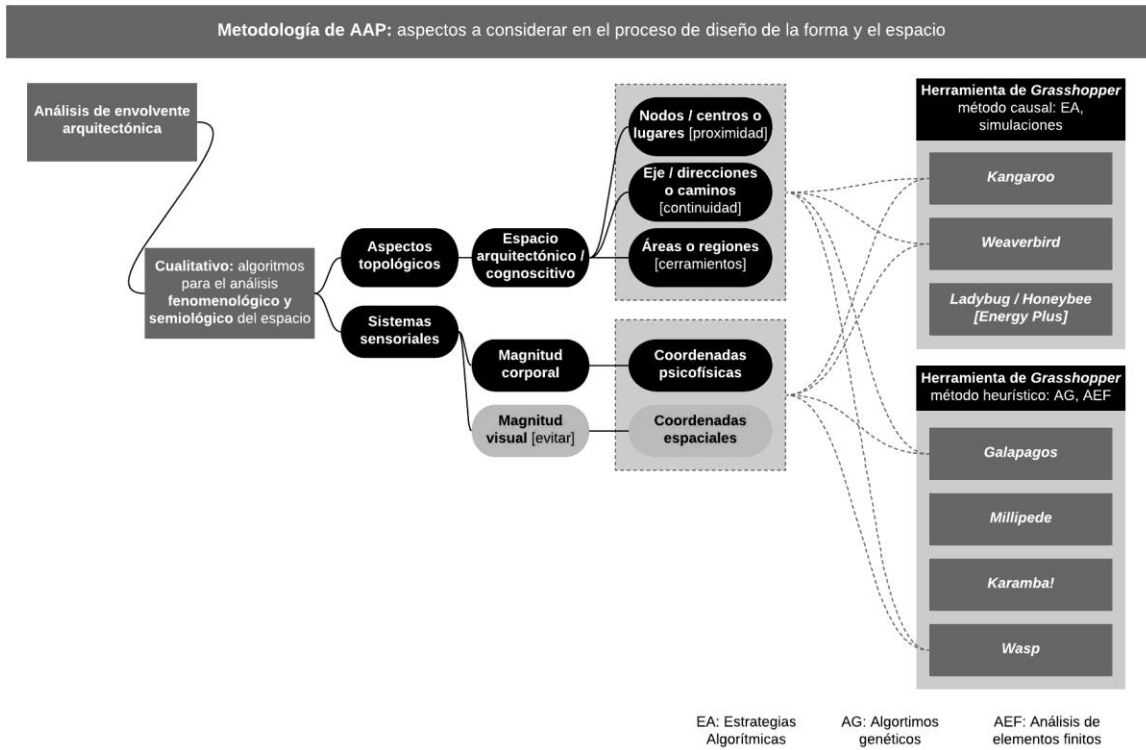 Metodología de AAP: aspectos a considerar en el proceso de diseño de la forma y el espacio
Análisis de envolvente
arquitectónica
Cualitativo: algoritmos
para el análisis
fenomenológico y
semiológico del espacio
Aspectos
topológicos
Sistemas
sensoriales
Espacio
arquitectónico /
cognoscitivo
Magnitud
corporal
Magnitud
visual [evitar]
Nodos / centros o
lugares [proximidad]
Eje / direcciones
o caminos
[continuidad]
Áreas o regiones
[cerramientos]
Coordenadas
psicofísicas
Coordenadas
espaciales
Herramienta de Grasshopper
método causal: EA,
simulaciones
Kangaroo
Weaverbird
Ladybug / Honeybee
[Energy Plus]
Herramienta de Grasshopper
método heurístico: AG, AEF
Galapagos
Millipede
Karamba!
Wasp
EA: Estrategias
Algorítmicas
AG: Algortimos
genéticos
AEF: Análisis de
elementos finitos